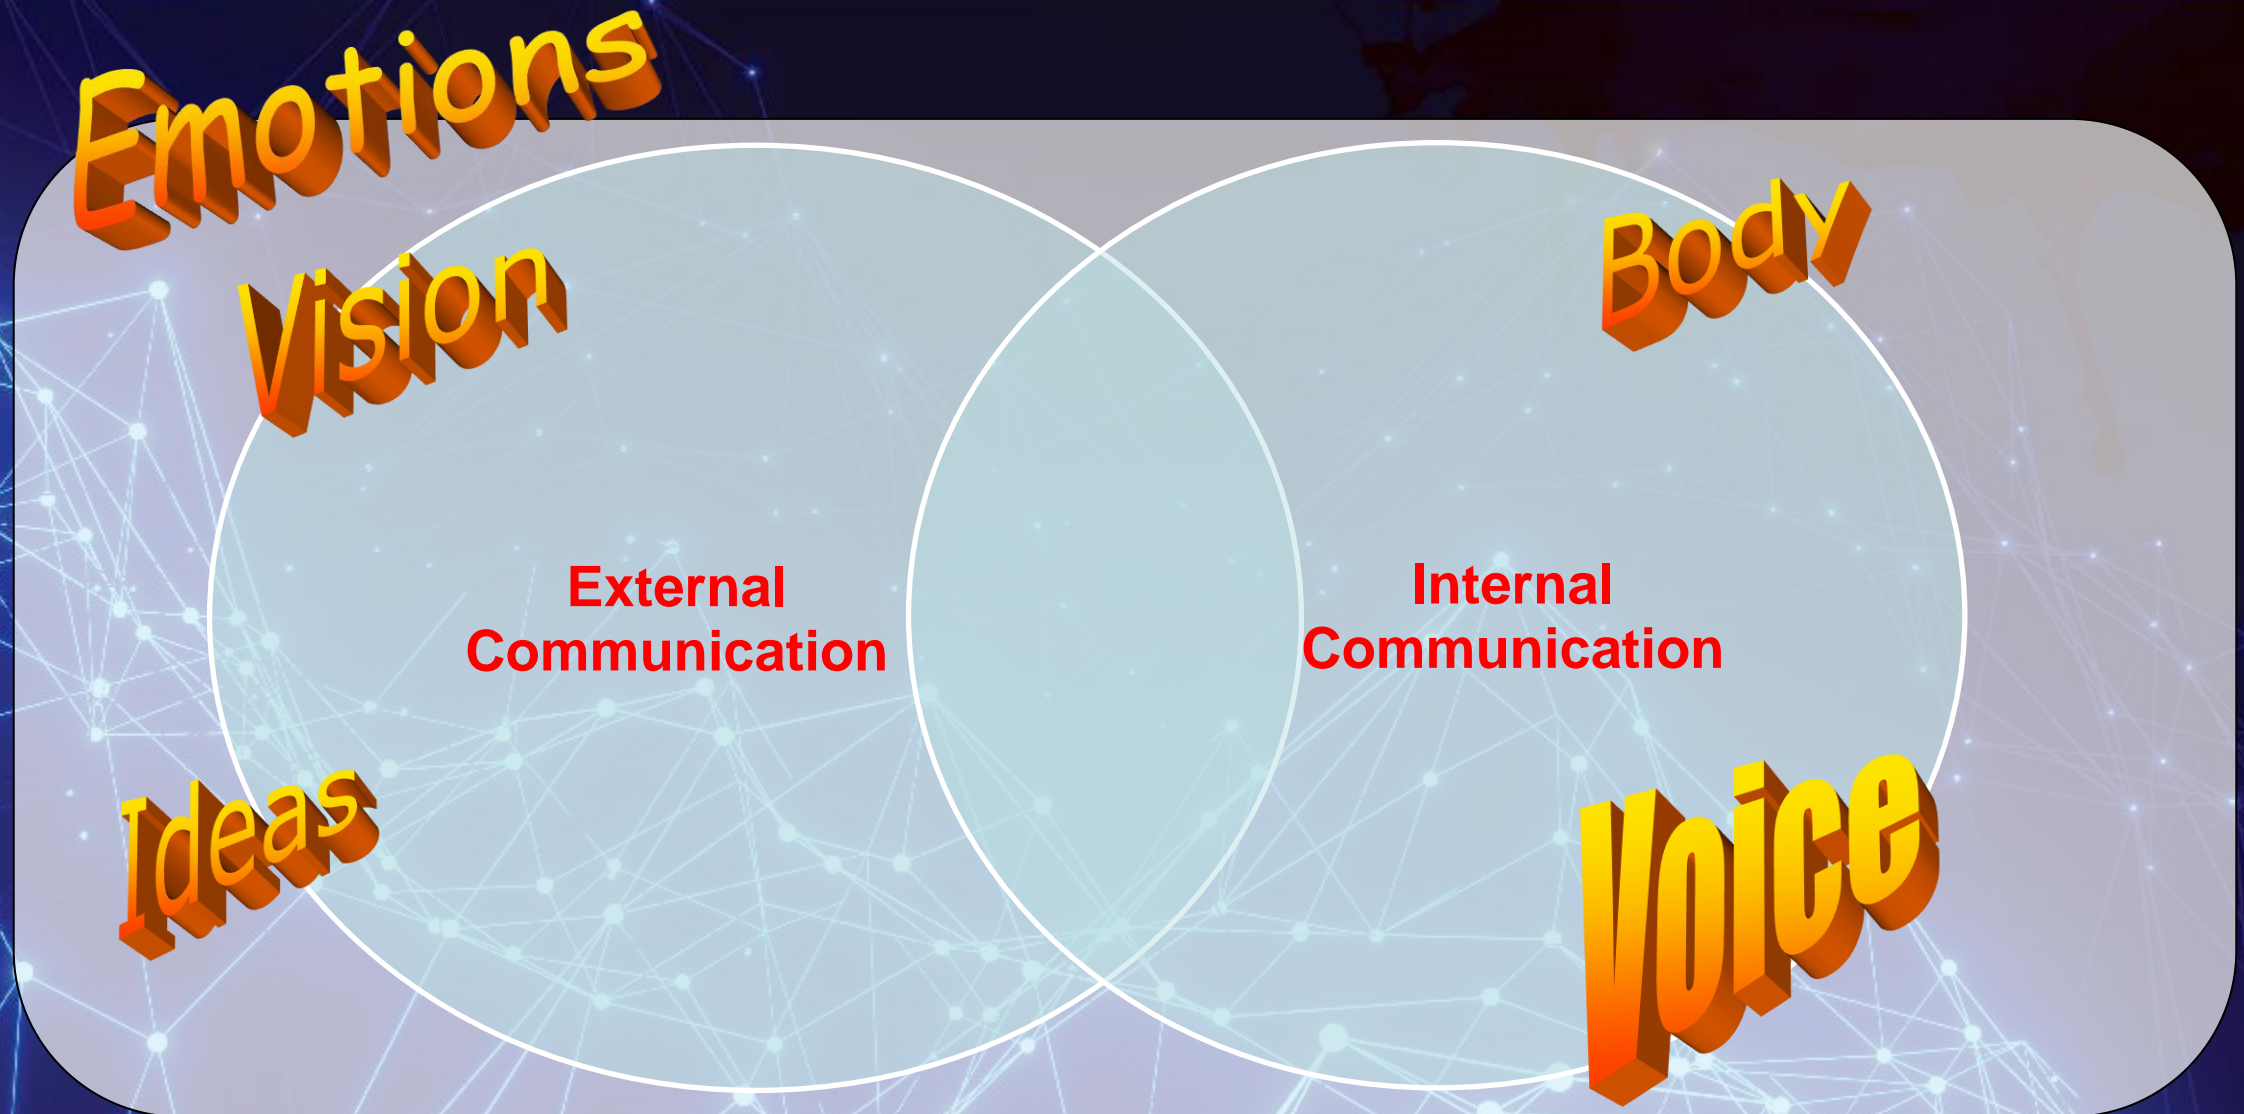 Emotions
Vision
Body
External
Communication
Internal
Communication
Ideas
Voice